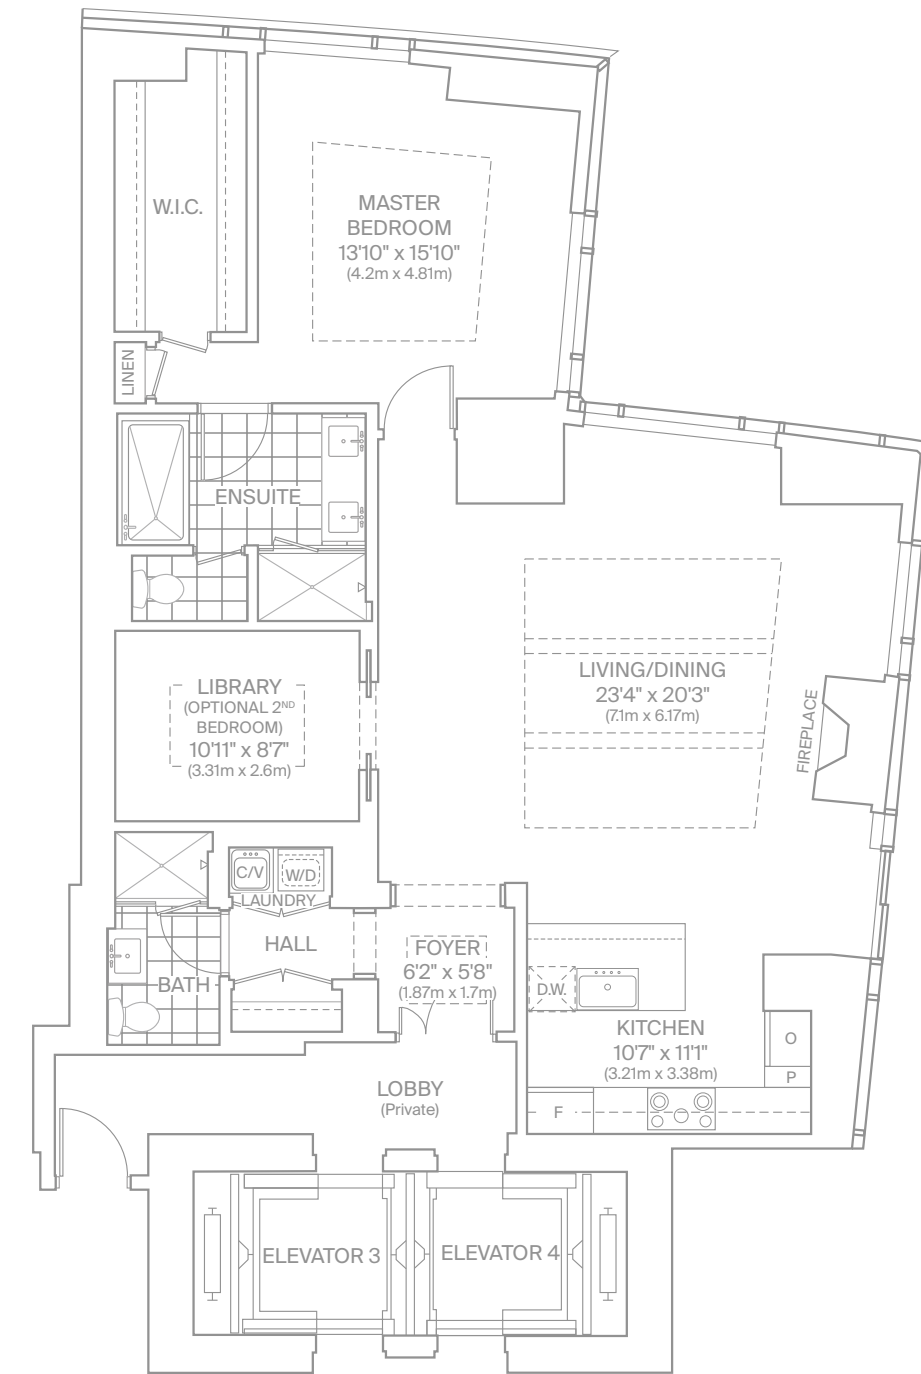 W.I.C.
MASTER
BEDROOM
13'10" x 15'10"
(4.2m x 4.81m)
LINEN
ENSUITE
LIBRARY
(OPTIONAL 2ND
BEDROOM)
10'11" x 8'7"
(3.31m x 2.6m)
LIVING/DINING
23'4" x 20'3"
(7.1m x 6.17m)
FIREPLACE
C/V
W/D
LAUNDRY
HALL
BATH
FOYER
6'2" x 5'8"
(1.87m x 1.7m)
D.W.
KITCHEN
10'7" x 11'1"
(3.21m x 3.38m)
O
P
F
LOBBY
(Private)
ELEVATOR 3
ELEVATOR 4